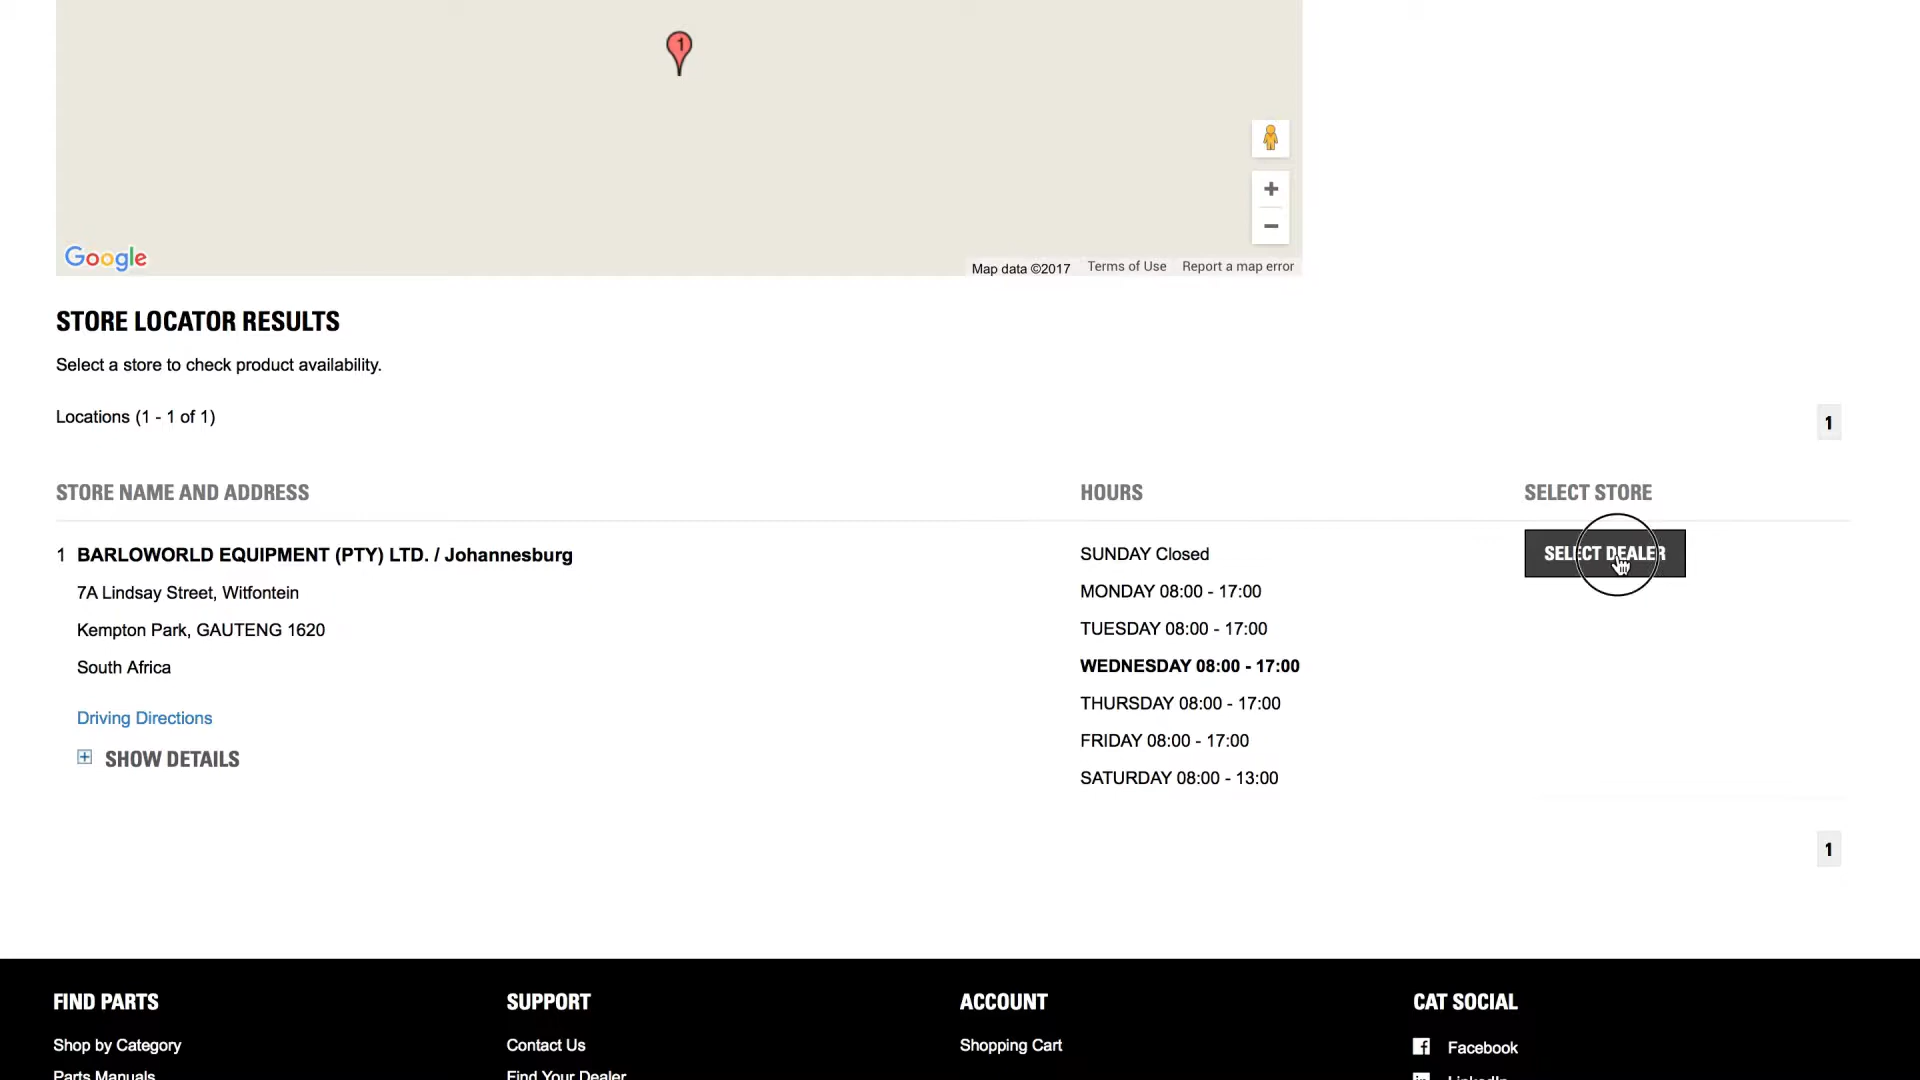 1
Google
Map data ©2017 Terms of Use Report a map error
STORE LOCATOR RESULTS
Select a store to check product availability.
Locations (1 - 1 of 1)
1
STORE NAME AND ADDRESS HOURS SELECT STORE
1 BARLOWORLD EQUIPMENT (PTY) LTD. / Johannesburg
7A Lindsay Street, Witfontein
Kempton Park, GAUTENG 1620
South Africa
Driving Directions
SHOW DETAILS
SUNDAY Closed
MONDAY 08:00 - 17:00
TUESDAY 08:00 - 17:00
WEDNESDAY 08:00 - 17:00
THURSDAY 08:00 - 17:00
FRIDAY 08:00 - 17:00
SATURDAY 08:00 - 13:00
SELECT DEALER
1
FIND PARTS
Shop by Category
Parts Manuals
SUPPORT
Contact Us
Find Your Dealer
ACCOUNT
Shopping Cart
CAT SOCIAL
Facebook
LinkedIn